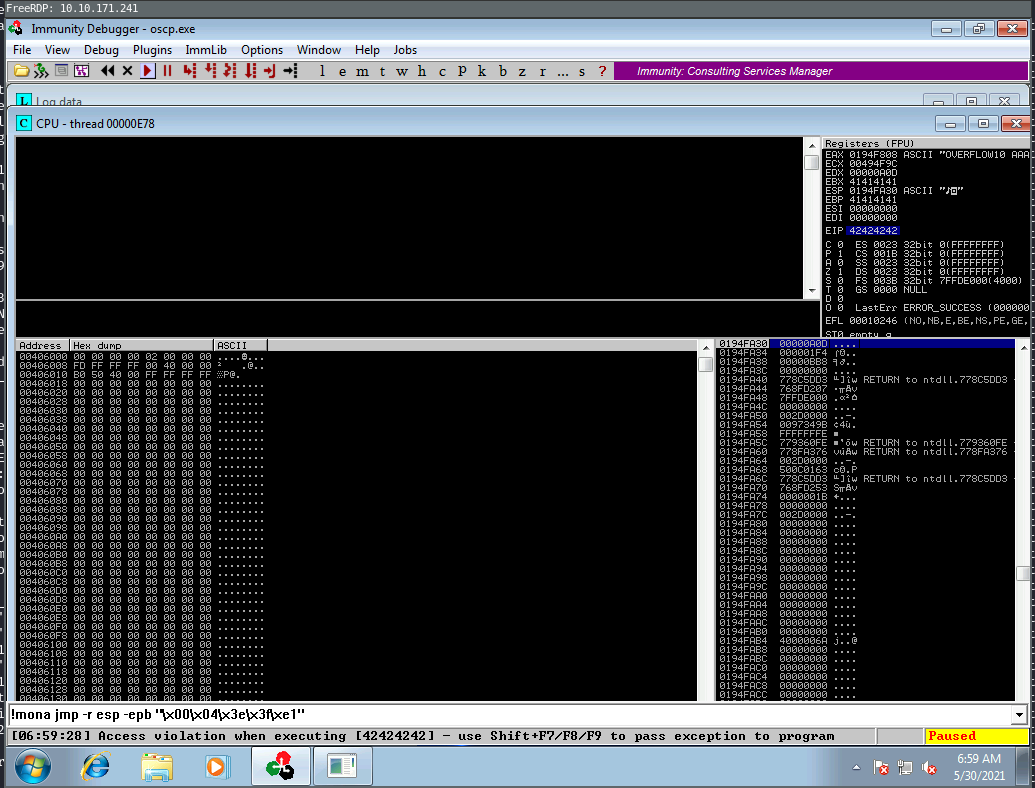 FreeRDP: 10.10.171.241
Immunity Debugger - oscp.exe
File View Debug Plugins ImmLib Options Window Help Jobs
l e m t w h c p k b z r ... s ?
Immunity: Consulting Services Manager
L Log data
C CPU - thread 00000E78
Registers (FPU)
EAX 0194F808 ASCII "OVERFLOW10 AAA
ECX 00494F9C
EDX 00000A0D
EBX 41414141
ESP 0194FA30 ASCII "♪◙"
EBP 41414141
ESI 00000000
EDI 00000000
EIP 42424242
C 0 ES 0023 32bit 0(FFFFFFFF)
P 1 CS 001B 32bit 0(FFFFFFFF)
A 0 SS 0023 32bit 0(FFFFFFFF)
Z 1 DS 0023 32bit 0(FFFFFFFF)
S 0 FS 003B 32bit 7FFDE000(4000)
T 0 GS 0000 NULL
D 0
O 0 LastErr ERROR_SUCCESS (000000
EFL 00010246 (NO,NB,E,BE,NS,PE,GE,
ST0 empty g
Address Hex dump ASCII
00406000 00 00 00 00 02 00 00 00 ....☻...
00406008 FD FF FF FF 00 40 00 00 ² .@..
00406010 B0 50 40 00 FF FF FF FF ░P@.
00406018 00 00 00 00 00 00 00 00 ........
00406020 00 00 00 00 00 00 00 00 ........
00406028 00 00 00 00 00 00 00 00 ........
00406030 00 00 00 00 00 00 00 00 ........
00406038 00 00 00 00 00 00 00 00 ........
00406040 00 00 00 00 00 00 00 00 ........
00406048 00 00 00 00 00 00 00 00 ........
00406050 00 00 00 00 00 00 00 00 ........
00406058 00 00 00 00 00 00 00 00 ........
00406060 00 00 00 00 00 00 00 00 ........
00406068 00 00 00 00 00 00 00 00 ........
00406070 00 00 00 00 00 00 00 00 ........
00406078 00 00 00 00 00 00 00 00 ........
00406080 00 00 00 00 00 00 00 00 ........
00406088 00 00 00 00 00 00 00 00 ........
00406090 00 00 00 00 00 00 00 00 ........
00406098 00 00 00 00 00 00 00 00 ........
004060A0 00 00 00 00 00 00 00 00 ........
004060A8 00 00 00 00 00 00 00 00 ........
004060B0 00 00 00 00 00 00 00 00 ........
004060B8 00 00 00 00 00 00 00 00 ........
004060C0 00 00 00 00 00 00 00 00 ........
004060C8 00 00 00 00 00 00 00 00 ........
004060D0 00 00 00 00 00 00 00 00 ........
004060D8 00 00 00 00 00 00 00 00 ........
004060E0 00 00 00 00 00 00 00 00 ........
004060E8 00 00 00 00 00 00 00 00 ........
004060F0 00 00 00 00 00 00 00 00 ........
004060F8 00 00 00 00 00 00 00 00 ........
00406100 00 00 00 00 00 00 00 00 ........
00406108 00 00 00 00 00 00 00 00 ........
00406110 00 00 00 00 00 00 00 00 ........
00406118 00 00 00 00 00 00 00 00 ........
00406120 00 00 00 00 00 00 00 00 ........
00406128 00 00 00 00 00 00 00 00 ........
00406130 00 00 00 00 00 00 00 00 ........
0194FA30 00000A0D ....
0194FA34 000001F4
0194FA38 00000BB8
0194FA3C 00000000 ....
0194FA40 778C5DD3 RETURN to ntdll.778C5DD3
0194FA44 768FD207
0194FA48 7FFDE000
0194FA4C 00000000 ....
0194FA50 002D0000 ..-.
0194FA54 0097349B ¢4ù.
0194FA58 FFFFFFFE
0194FA5C 779360FE RETURN to ntdll.779360FE
0194FA60 778FA376 RETURN to ntdll.778FA376
0194FA64 002D0000 ..-.
0194FA68 500C0163
0194FA6C 778C5DD3 RETURN to ntdll.778C5DD3
0194FA70 768FD253
0194FA74 0000001B ←...
0194FA78 00000000 ....
0194FA7C 002D0000 ..-.
0194FA80 00000000 ....
0194FA84 00000000 ....
0194FA88 00000000 ....
0194FA8C 00000000 ....
0194FA90 00000000 ....
0194FA94 00000000 ....
0194FA98 00000000 ....
0194FA9C 00000000 ....
0194FAA0 00000000 ....
0194FAA4 00000000 ....
0194FAA8 00000000 ....
0194FAAC 00000000 ....
0194FAB0 00000000 ....
0194FAB4 4000006A j..@
0194FAB8 00000000 ....
0194FABC 00000000 ....
0194FAC0 00000000 ....
0194FAC4 00000000 ....
0194FAC8 00000000 ....
0194FACC 00000000 ....
!mona jmp -r esp -epb "\x00\x04\x3e\x3f\xe1"
[06:59:28] Access violation when executing [42424242] - use Shift+F7/F8/F9 to pass exception to program
Paused
6:59 AM
5/30/2021